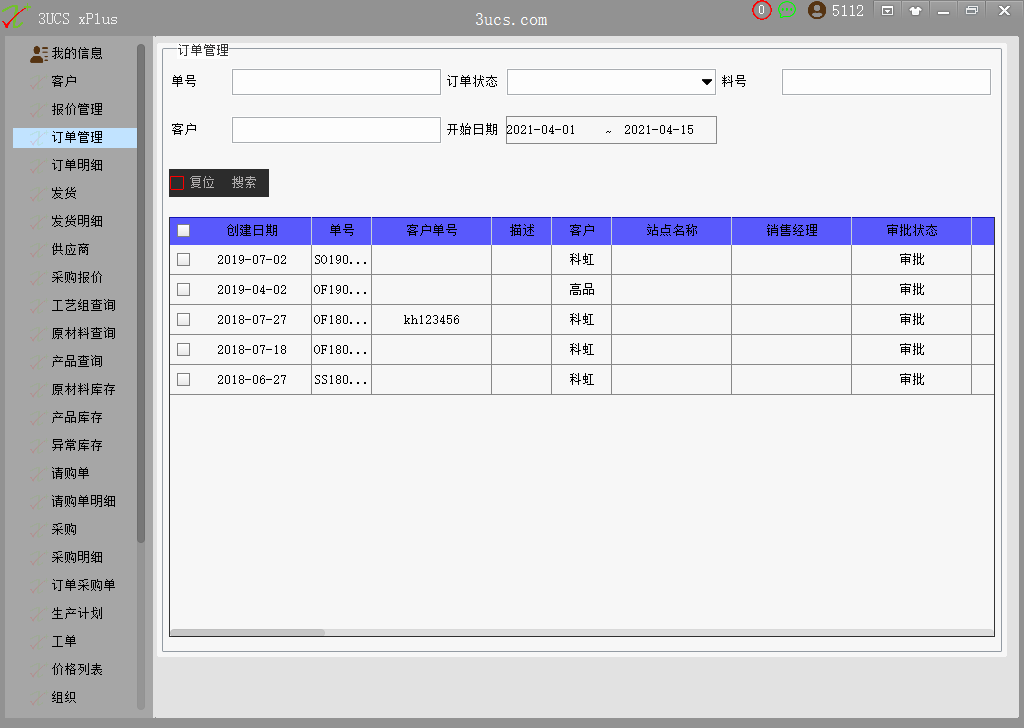 3UCS xPlus
3ucs.com
0
5112
我的信息
客户
报价管理
订单管理
订单明细
发货
发货明细
供应商
采购报价
工艺组查询
原材料查询
产品查询
原材料库存
产品库存
异常库存
请购单
请购单明细
采购
采购明细
订单采购单
生产计划
工单
价格列表
组织
订单管理
单号 订单状态 料号
客户 开始日期 2021-04-01 ~ 2021-04-15
复位 搜索
创建日期 单号 客户单号 描述 客户 站点名称 销售经理 审批状态
2019-07-02 SO190... 科虹 审批
2019-04-02 OF190... 高品 审批
2018-07-27 OF180... kh123456 科虹 审批
2018-07-18 OF180... 科虹 审批
2018-06-27 SS180... 科虹 审批